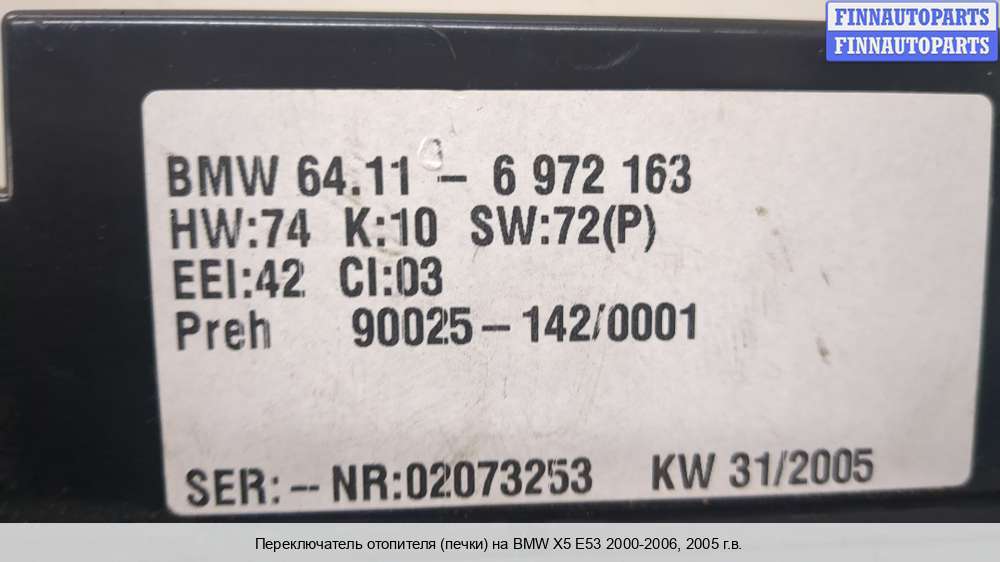 FINNAUTOPARTS
FINNAUTOPARTS
BMW 64.11 - 6 972 163
HW:74 K:10 SW:72(P)
EEI:42 CI:03
Preh 90025-142/0001
SER:-NR:02073253 KW 31/2005
Переключатель отопителя (печки) на BMW X5 E53 2000-2006, 2005 г.в.